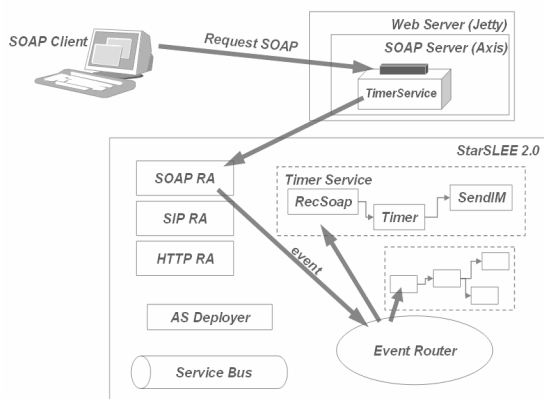 Web Server (Jetty)
SOAP Client
Request SOAP
SOAP Server (Axis)
TimerService
StarSLEE 2.0
SOAP RA
Timer Service
RecSoap
SendIM
Timer
SIP RA
HTTP RA
event
AS Deployer
Event Router
Service Bus